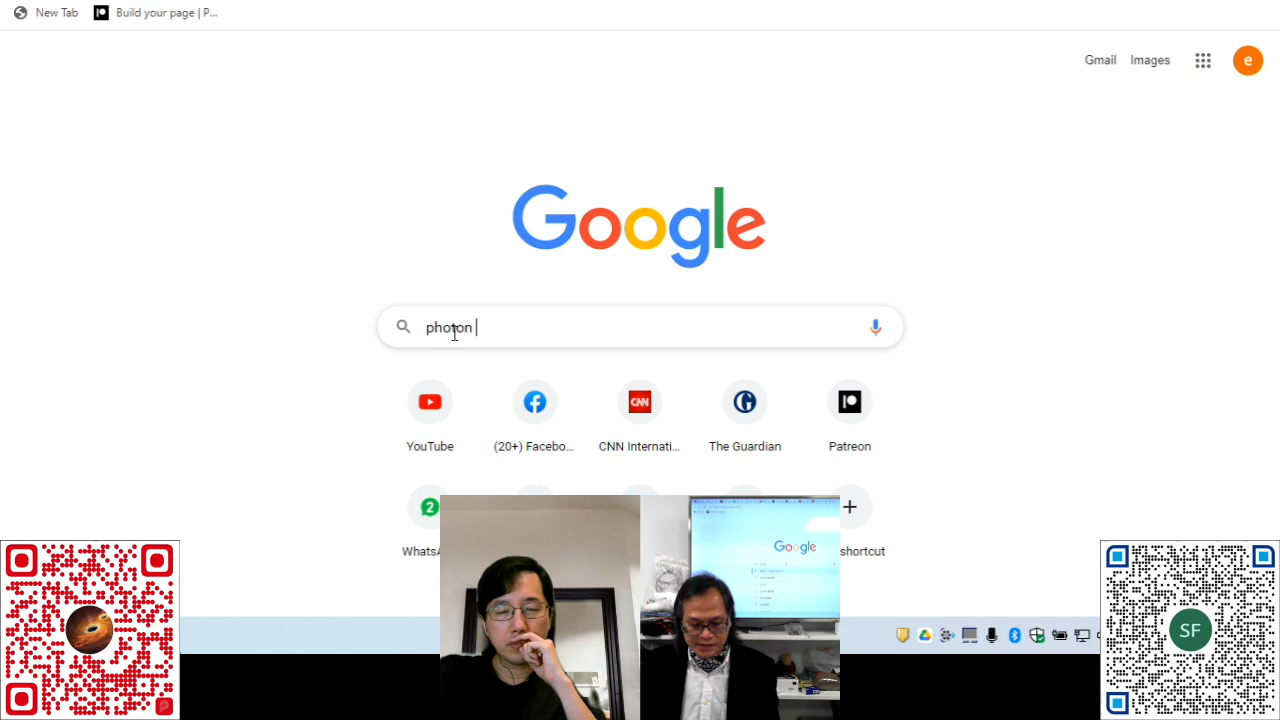 New Tab
Build your page | P...
Gmail
Images
e
Google
photon
CNN
YouTube
(20+) Facebo...
CNN Internati...
The Guardian
Patreon
2
WhatsA
shortcut
Google
SF